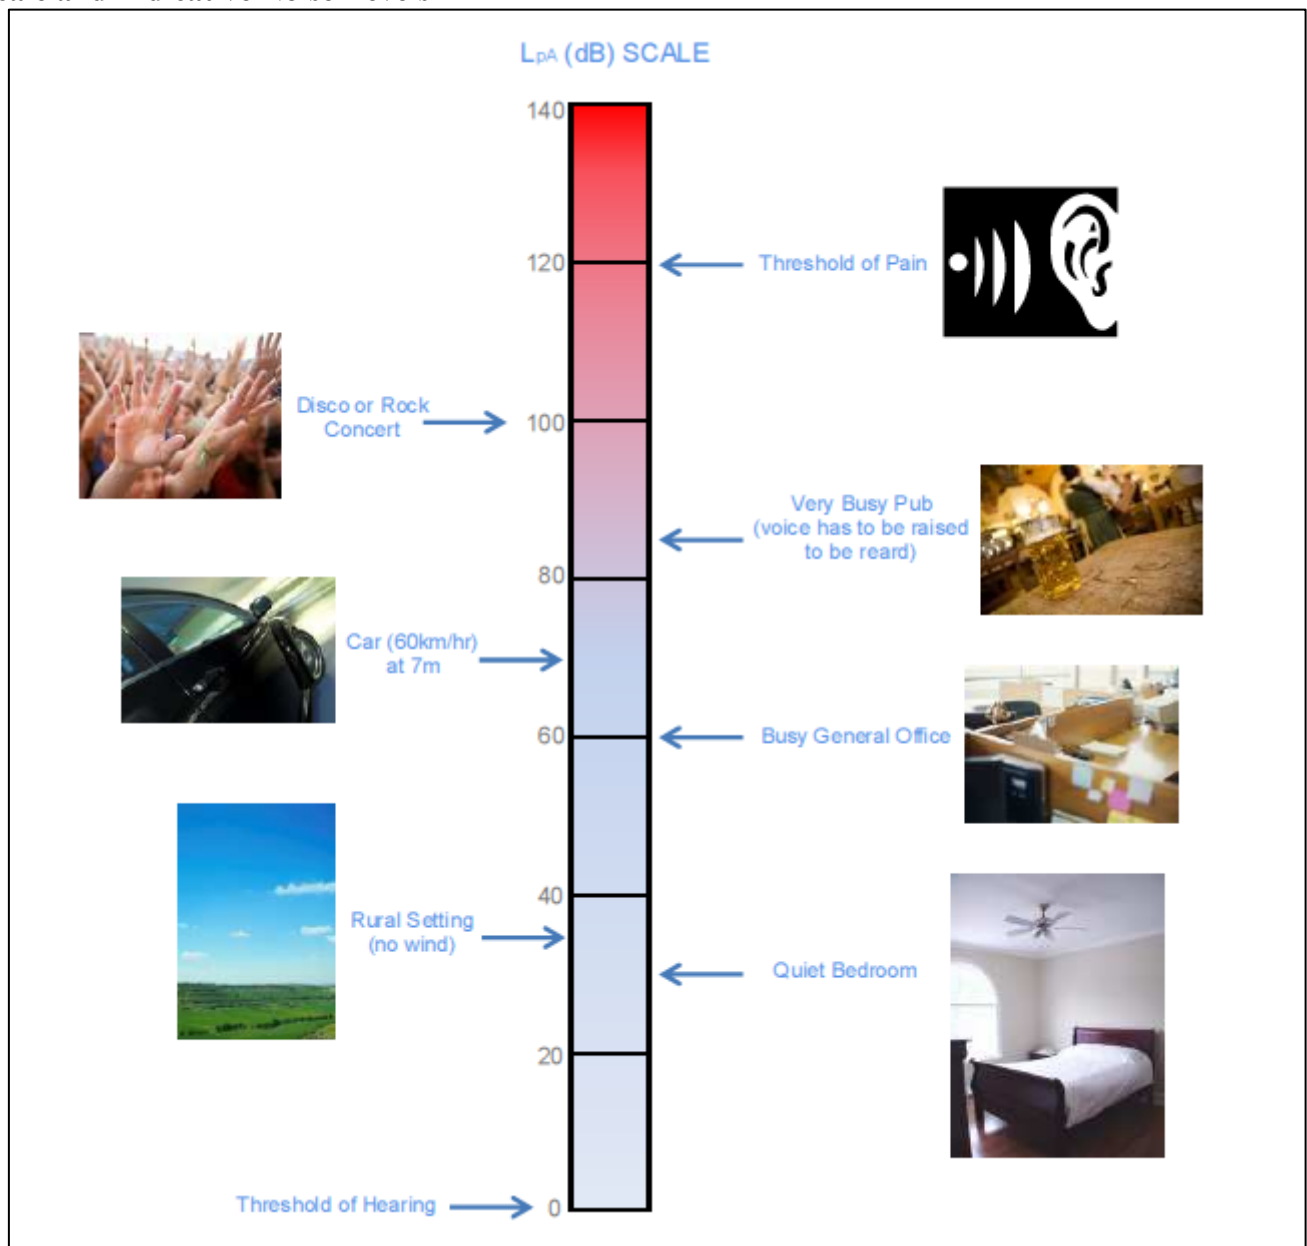 LpA (dB) SCALE
140
120
Threshold of Pain
Disco or Rock
Concert
100
Very Busy Pub
(voice has to be raised
to be reard)
80
Car (60km/hr)
at 7m
60
Busy General Office
40
Rural Setting
(no wind)
Quiet Bedroom
20
Threshold of Hearing
0